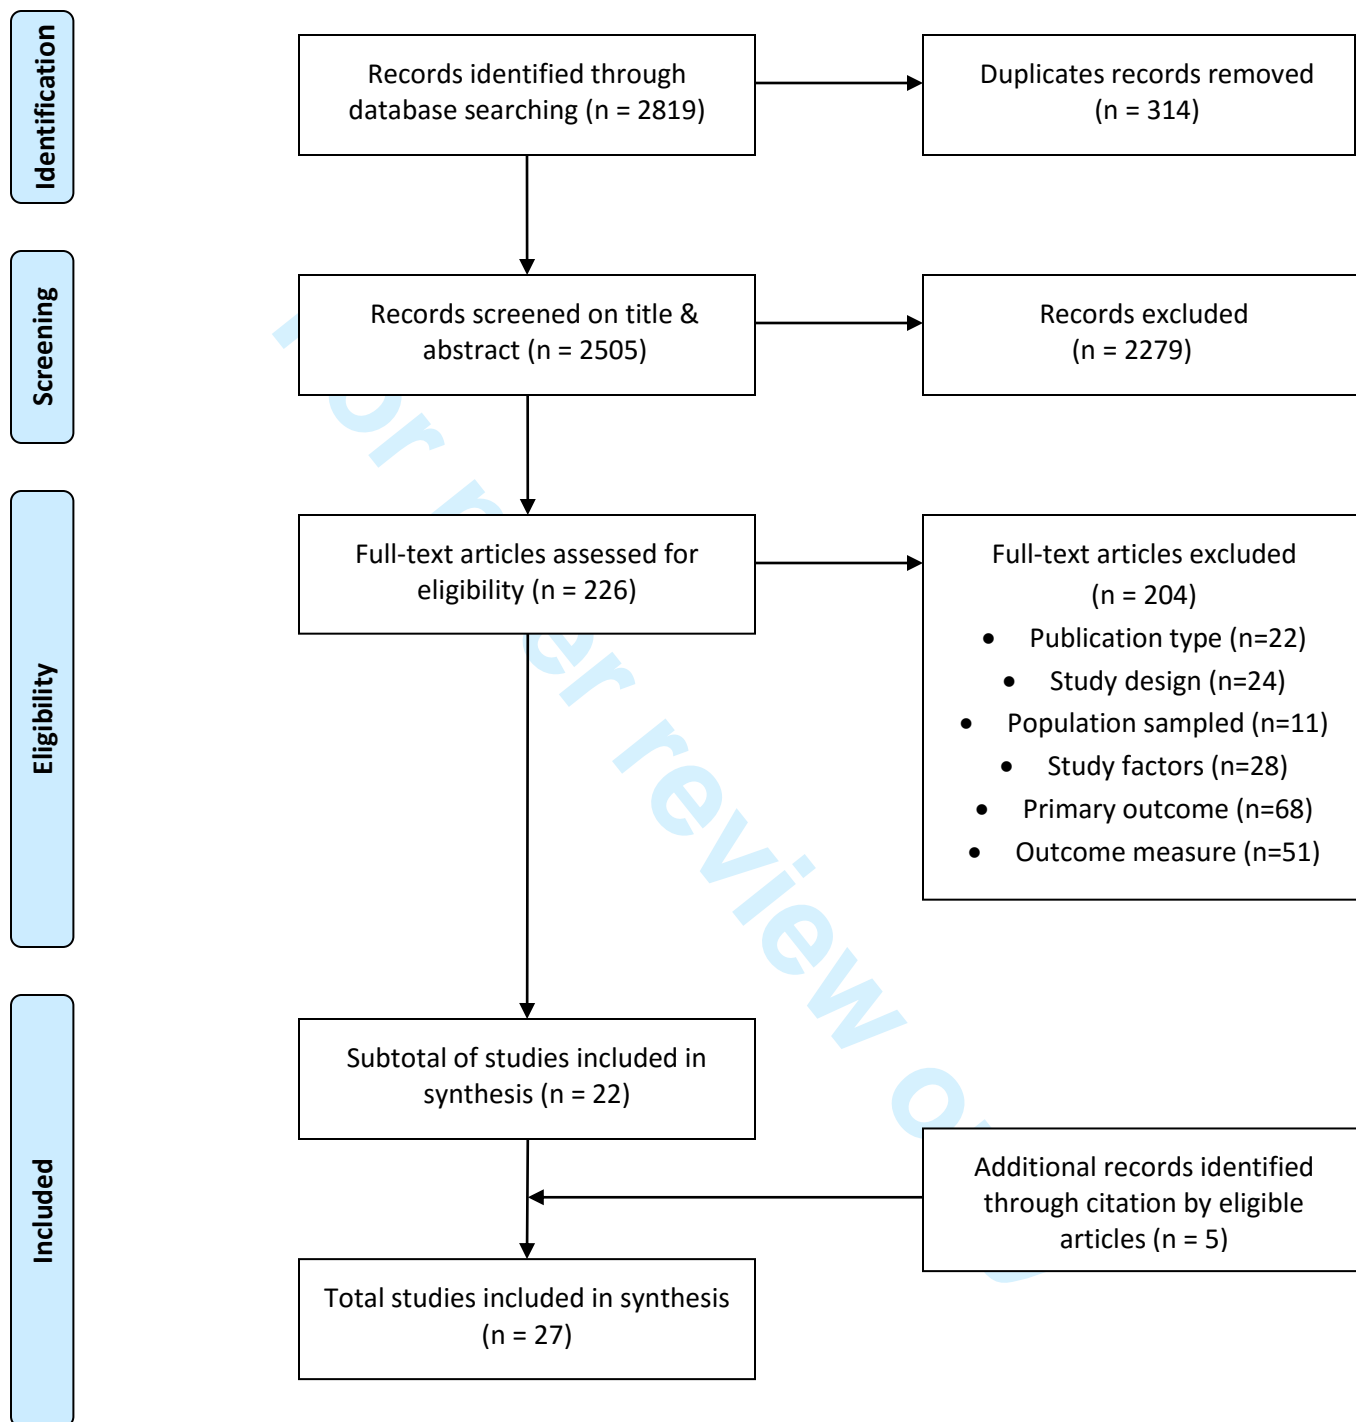 Identification
Records identified through
database searching (n = 2819)
Duplicates records removed
(n = 314)
Screening
Records screened on title &
abstract (n = 2505)
Records excluded
(n = 2279)
Eligibility
Full-text articles assessed for
eligibility (n = 226)
Full-text articles excluded
(n = 204)
• Publication type (n=22)
• Study design (n=24)
• Population sampled (n=11)
• Study factors (n=28)
• Primary outcome (n=68)
• Outcome measure (n=51)
Included
Subtotal of studies included in
synthesis (n = 22)
Additional records identified
through citation by eligible
articles (n = 5)
Total studies included in synthesis
(n = 27)
review